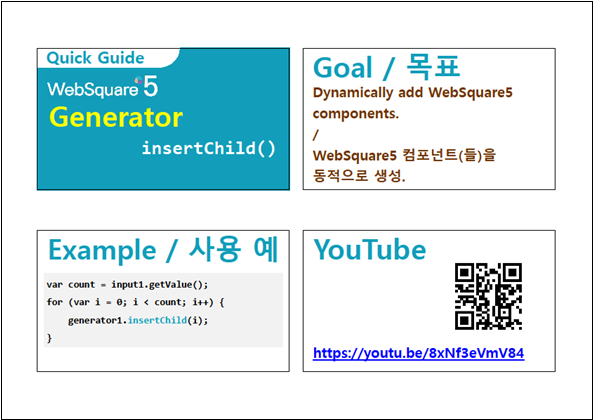 Quick Guide
WebSquare 5
Generator
insertChild()
Goal / 목표
Dynamically add WebSquare5
components.
/
WebSquare5 컴포넌트(들)을
동적으로 생성.
Example / 사용 예
var count = input1.getValue();
for (var i = 0; i < count; i++) {
generator1.insertChild(i);
}
YouTube
https://youtu.be/8xNf3eVmV84